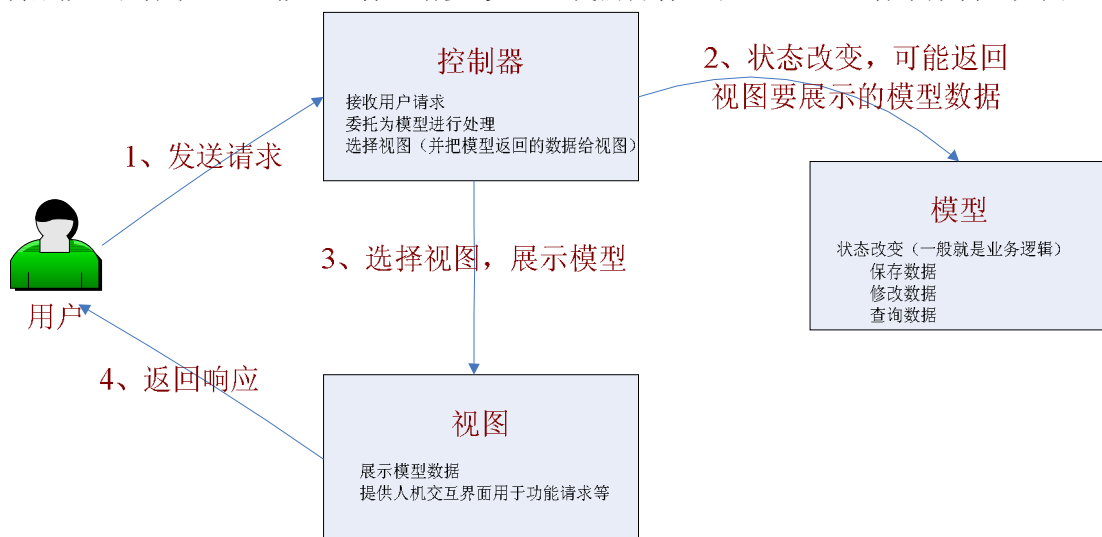 控制器
接收用户请求
委托为模型进行处理
选择视图（并把模型返回的数据给视图）
2、状态改变，可能返回
视图要展示的模型数据
1、发送请求
模型
状态改变（一般就是业务逻辑）
保存数据
修改数据
查询数据
3、选择视图，展示模型
用户
4、返回响应
视图
展示模型数据
提供人机交互界面用于功能请求等